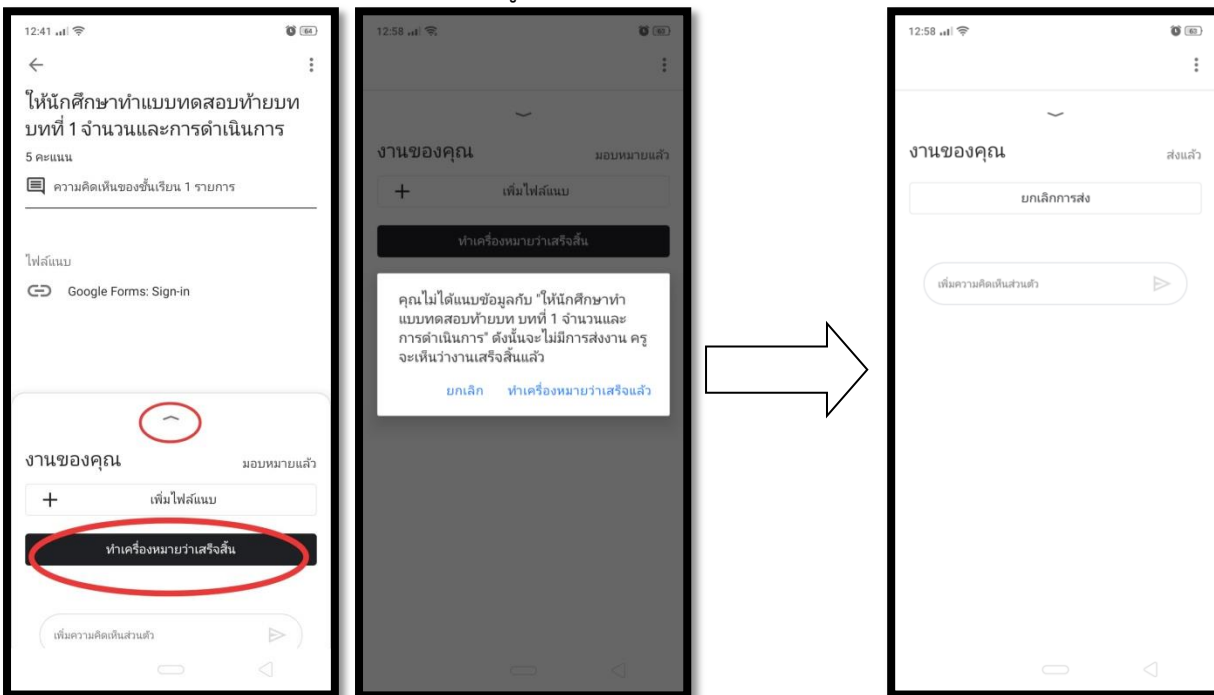 12:41
64
ให้นักศึกษาทำแบบทดสอบท้ายบท
บทที่ 1 จำนวนและการดำเนินการ
5 คะแนน
ความคิดเห็นของชั้นเรียน 1 รายการ
ไฟล์แนบ
Google Forms: Sign-in
งานของคุณ
มอบหมายแล้ว
+ เพิ่มไฟล์แนบ
ทำเครื่องหมายว่าเสร็จสิ้น
เพิ่มความคิดเห็นส่วนตัว
12:58
63
งานของคุณ
มอบหมายแล้ว
+ เพิ่มไฟล์แนบ
ทำเครื่องหมายว่าเสร็จสิ้น
คุณไม่ได้แนบข้อมูลกับ "ให้นักศึกษาทำ
แบบทดสอบท้ายบท บทที่ 1 จำนวนและ
การดำเนินการ" ดังนั้นจะไม่มีการส่งงาน ครู
จะเห็นว่างานเสร็จสิ้นแล้ว
ยกเลิก ทำเครื่องหมายว่าเสร็จแล้ว
12:58
63
งานของคุณ
ส่งแล้ว
ยกเลิกการส่ง
เพิ่มความคิดเห็นส่วนตัว